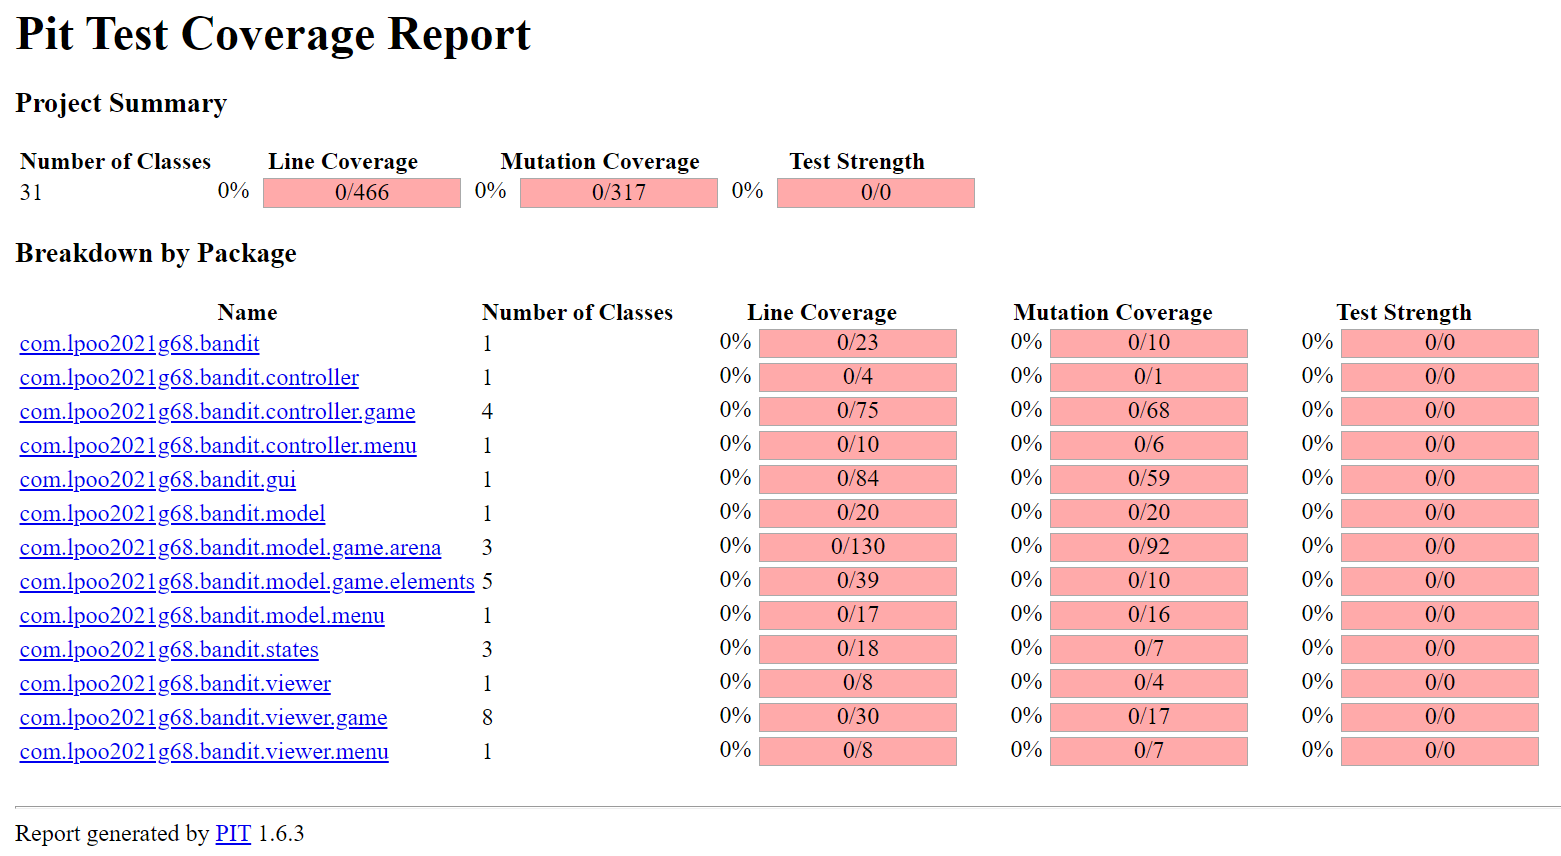 Pit Test Coverage Report
Project Summary
Number of Classes Line Coverage Mutation Coverage Test Strength
31 0% 0/466 0% 0/317 0% 0/0
Breakdown by Package
Name Number of Classes Line Coverage Mutation Coverage Test Strength
com.lpoo2021g68.bandit 1 0% 0/23 0% 0/10 0% 0/0
com.lpoo2021g68.bandit.controller 1 0% 0/4 0% 0/1 0% 0/0
com.lpoo2021g68.bandit.controller.game 4 0% 0/75 0% 0/68 0% 0/0
com.lpoo2021g68.bandit.controller.menu 1 0% 0/10 0% 0/6 0% 0/0
com.lpoo2021g68.bandit.gui 1 0% 0/84 0% 0/59 0% 0/0
com.lpoo2021g68.bandit.model 1 0% 0/20 0% 0/20 0% 0/0
com.lpoo2021g68.bandit.model.game.arena 3 0% 0/130 0% 0/92 0% 0/0
com.lpoo2021g68.bandit.model.game.elements 5 0% 0/39 0% 0/10 0% 0/0
com.lpoo2021g68.bandit.model.menu 1 0% 0/17 0% 0/16 0% 0/0
com.lpoo2021g68.bandit.states 3 0% 0/18 0% 0/7 0% 0/0
com.lpoo2021g68.bandit.viewer 1 0% 0/8 0% 0/4 0% 0/0
com.lpoo2021g68.bandit.viewer.game 8 0% 0/30 0% 0/17 0% 0/0
com.lpoo2021g68.bandit.viewer.menu 1 0% 0/8 0% 0/7 0% 0/0
Report generated by PIT 1.6.3